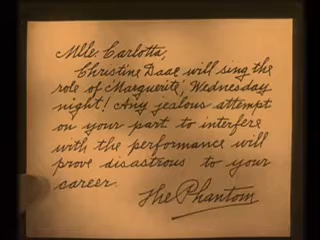 Mlle. Carlotta,
Christine Daae will sing the
role of 'Marguerite', Wednesday
night! Any jealous attempt
on your part to interfere
with the performance will
prove disastrous to your
career.
The Phantom